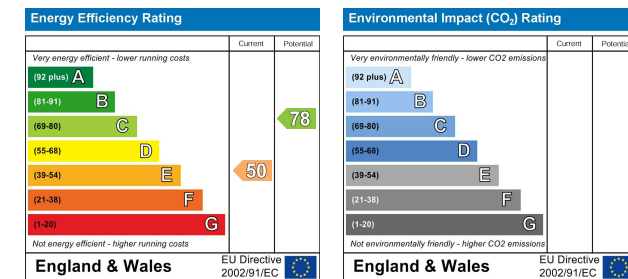 Energy Efficiency Rating
Current Potential
Very energy efficient - lower running costs
(92 plus) A
(81-91) B
(69-80) C
78
(55-68) D
(39-54) E
50
(21-38) F
(1-20) G
Not energy efficient - higher running costs
England & Wales
EU Directive
2002/91/EC
Environmental Impact (CO2) Rating
Current Potentia
Very environmentally friendly - lower CO2 emissions
(92 plus) A
(81-91) B
(69-80) C
(55-68) D
(39-54) E
(21-38) F
(1-20) G
Not environmentally friendly - higher CO2 emissions
England & Wales
EU Directive
2002/91/EC